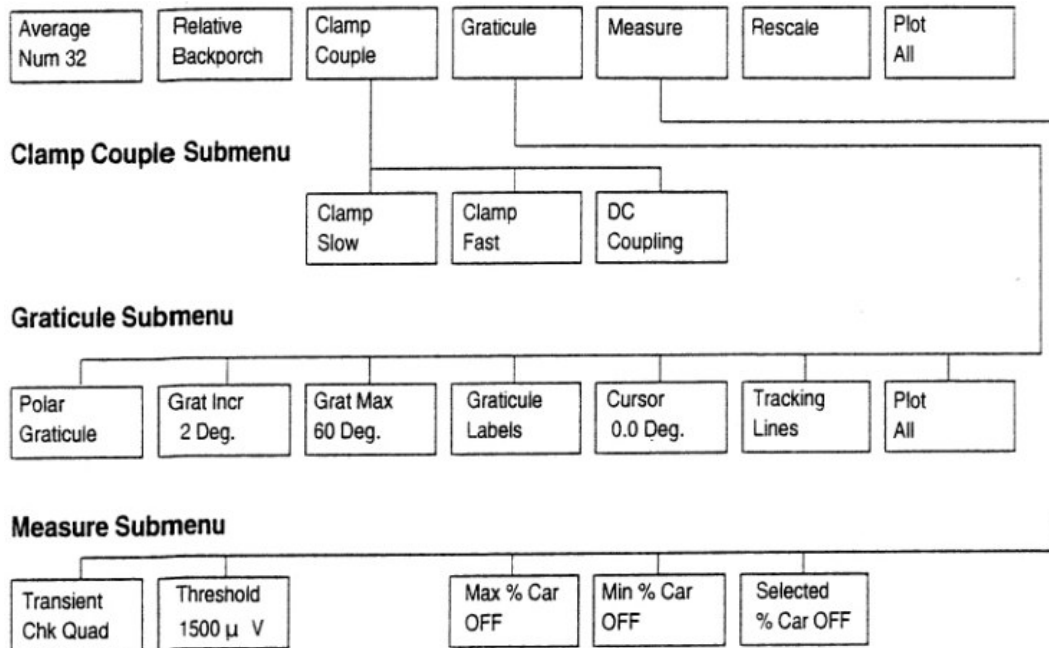 Average
Num 32
Relative
Backporch
Clamp
Couple
Graticule
Measure
Rescale
Plot
All
Clamp Couple Submenu
Clamp
Slow
Clamp
Fast
DC
Coupling
Graticule Submenu
Polar
Graticule
Grat Incr
2 Deg.
Grat Max
60 Deg.
Graticule
Labels
Cursor
0.0 Deg.
Tracking
Lines
Plot
All
Measure Submenu
Transient
Chk Quad
Threshold
1500 µ V
Max % Car
OFF
Min % Car
OFF
Selected
% Car OFF